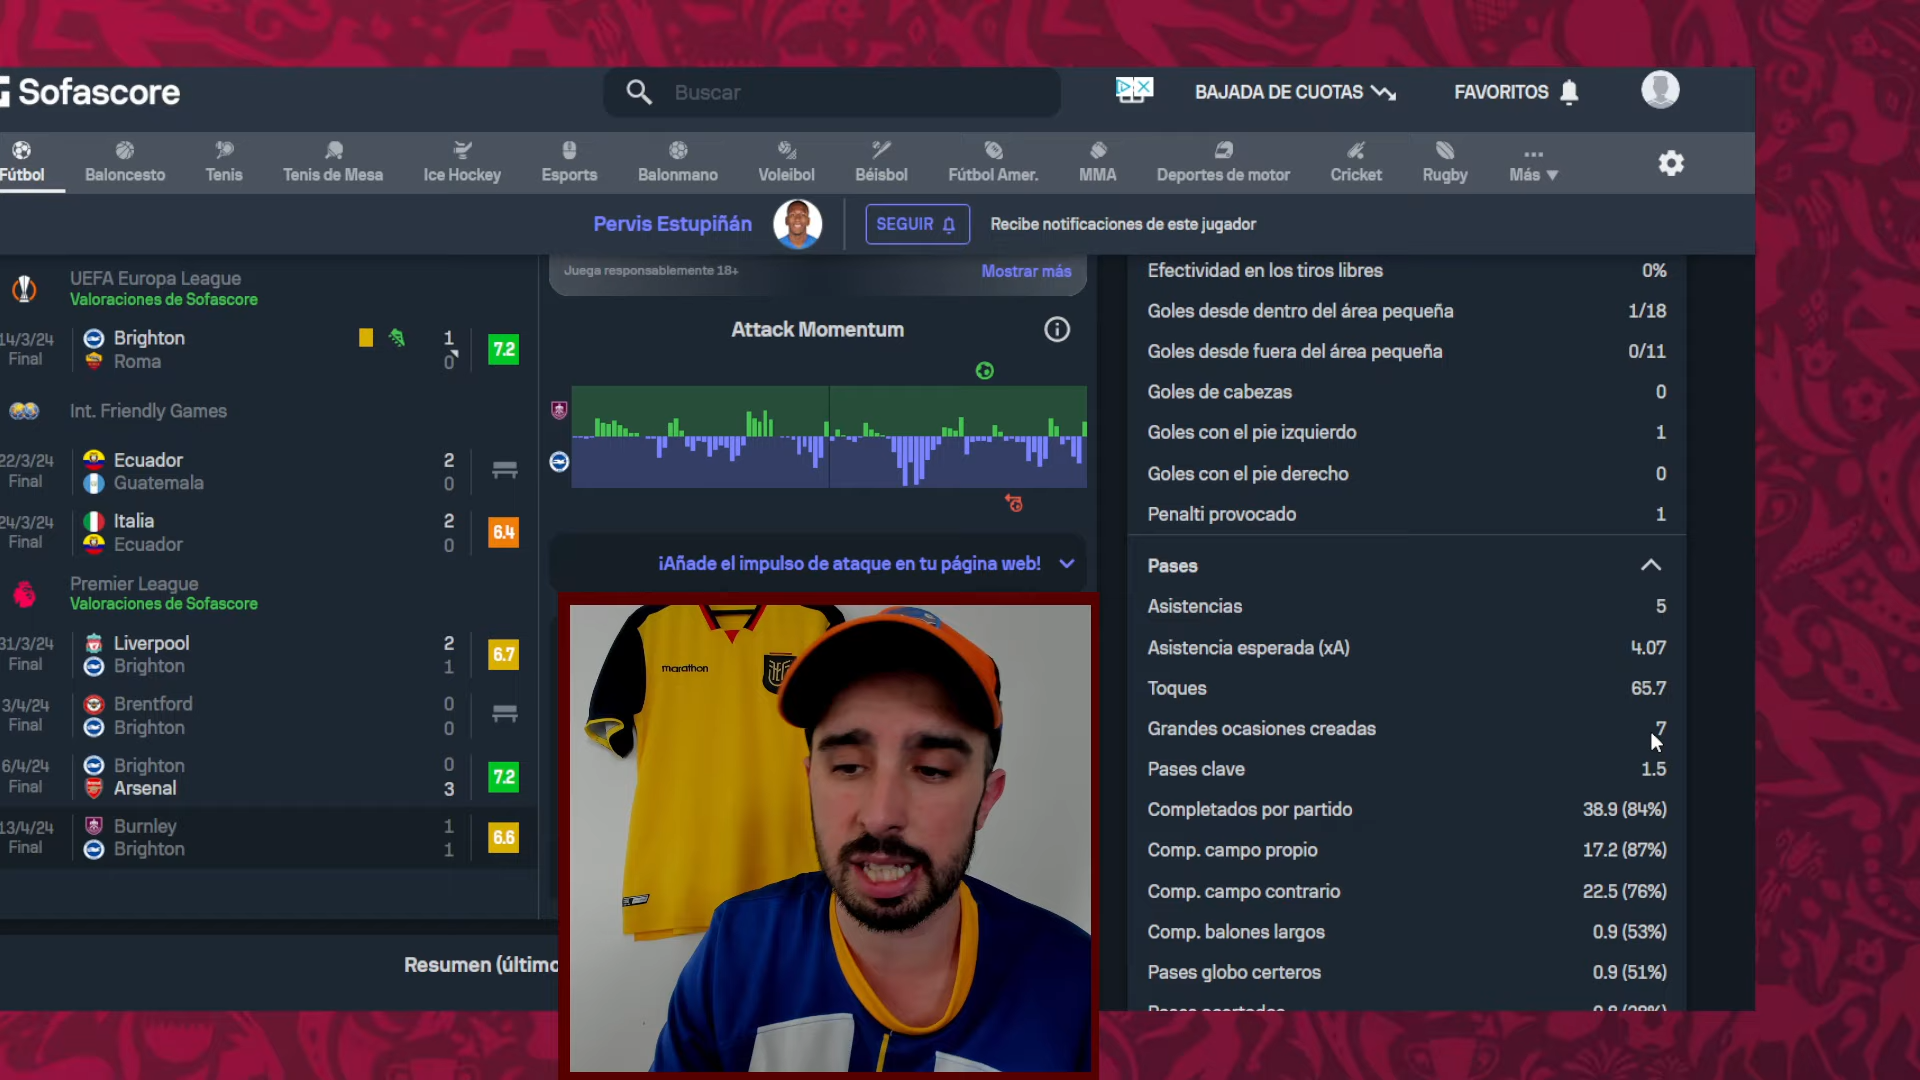 Sofascore
Buscar
BAJADA DE CUOTAS
FAVORITOS
Fútbol
Baloncesto
Tenis
Tenis de Mesa
Ice Hockey
Esports
Balonmano
Voleibol
Béisbol
Fútbol Amer.
MMA
Deportes de motor
Cricket
Rugby
Más ▼
Pervis Estupiñán
SEGUIR
Recibe notificaciones de este jugador
UEFA Europa League
Valoraciones de Sofascore
14/3/24
Final
Brighton 1
Roma 0
7.2
Int. Friendly Games
22/3/24
Final
Ecuador 2
Guatemala 0
24/3/24
Final
Italia 2
Ecuador 0
6.4
Premier League
Valoraciones de Sofascore
31/3/24
Final
Liverpool 2
Brighton 1
6.7
3/4/24
Final
Brentford 0
Brighton 0
6/4/24
Final
Brighton 0
Arsenal 3
7.2
13/4/24
Final
Burnley 1
Brighton 1
6.6
Resumen (último
Juega responsablemente 18+
Mostrar más
Attack Momentum
¡Añade el impulso de ataque en tu página web!
marathon
Efectividad en los tiros libres 0%
Goles desde dentro del área pequeña 1/18
Goles desde fuera del área pequeña 0/11
Goles de cabezas 0
Goles con el pie izquierdo 1
Goles con el pie derecho 0
Penalti provocado 1
Pases
Asistencias 5
Asistencia esperada (xA) 4.07
Toques 65.7
Grandes ocasiones creadas 7
Pases clave 1.5
Completados por partido 38.9 (84%)
Comp. campo propio 17.2 (87%)
Comp. campo contrario 22.5 (76%)
Comp. balones largos 0.9 (53%)
Pases globo certeros 0.9 (51%)